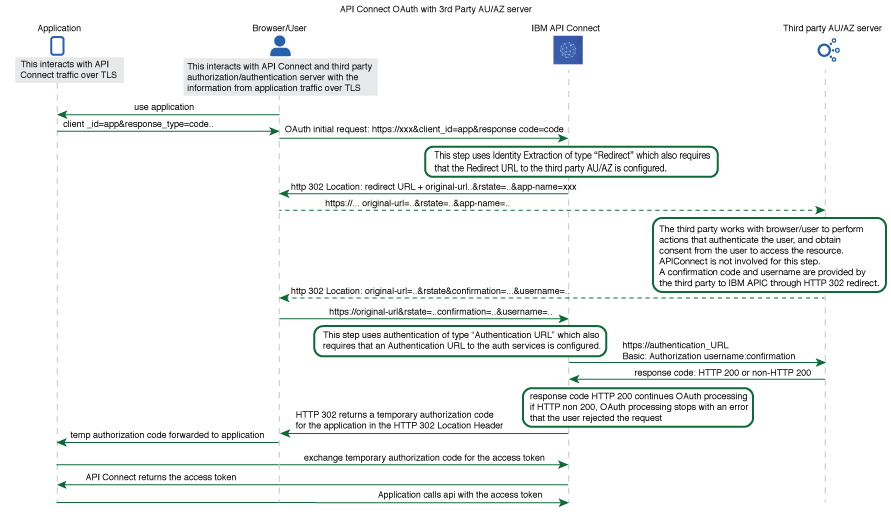 API Connect OAuth with 3rd Party AU/AZ server
Application
Browser/User
IBM API Connect
Third party AU/AZ server
This interacts with API
Connect traffic over TLS
This interacts with API Connect and third party
authorization/authentication server with the
information from application traffic over TLS
use application
client _id=app&response_type=code..
OAuth initial request: https://xxx&client_id=app&response code=code
This step uses Identity Extraction of type “Redirect” which also requires
that the Redirect URL to the third party AU/AZ is configured.
http 302 Location: redirect URL + original-url..&rstate=..&app-name=xxx
https://... original-url=..&rstate=..&app-name=..
The third party works with browser/user to perform
actions that authenticate the user, and obtain
consent from the user to access the resource.
APIConnect is not involved for this step.
A confirmation code and username are provided by
the third party to IBM APIC through HTTP 302 redirect.
http 302 Location: original-url=..&rstate&confirmation=...&username=..
https://original-url&rstate=..confirmation=..&username=..
This step uses authentication of type “Authentication URL” which also
requires that an Authentication URL to the auth services is configured.
https://authentication_URL
Basic: Authorization username:confirmation
response code: HTTP 200 or non-HTTP 200
response code HTTP 200 continues OAuth processing
if HTTP non 200, OAuth processing stops with an error
that the user rejected the request
HTTP 302 returns a temporary authorization code
for the application in the HTTP 302 Location Header
temp authorization code forwarded to application
exchange temporary authorization code for the access token
API Connect returns the access token
Application calls api with the access token